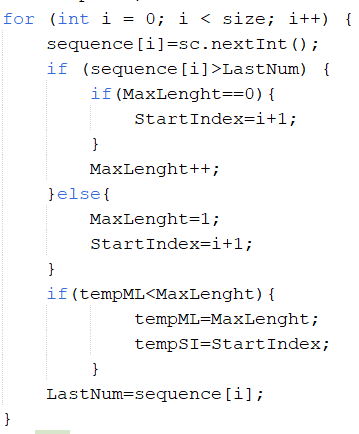 for (int i = 0; i < size; i++) {
    sequence[i]=sc.nextInt();
    if (sequence[i]>LastNum) {
        if(MaxLenght==0){
            StartIndex=i+1;
        }
        MaxLenght++;
    }else{
        MaxLenght=1;
        StartIndex=i+1;
    }
    if(tempML<MaxLenght){
            tempML=MaxLenght;
            tempSI=StartIndex;
        }
    LastNum=sequence[i];
}